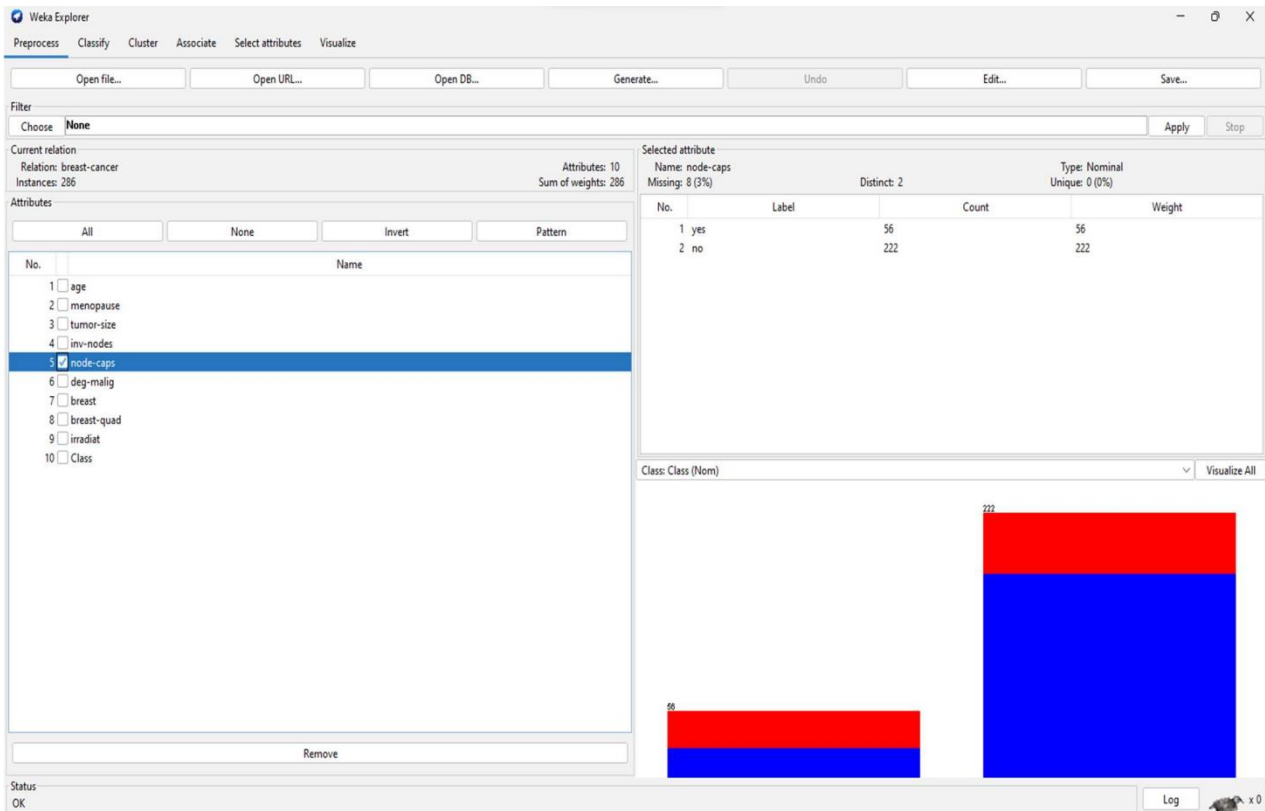 Weka Explorer
Preprocess Classify Cluster Associate Select attributes Visualize
Open file... Open URL... Open DB... Generate... Undo Edit... Save...
Filter
Choose None Apply Stop
Current relation
Relation: breast-cancer Attributes: 10
Instances: 286 Sum of weights: 286
Attributes
All None Invert Pattern
No. Name
1 age
2 menopause
3 tumor-size
4 inv-nodes
5 node-caps
6 deg-malig
7 breast
8 breast-quad
9 irradiat
10 Class
Remove
Selected attribute
Name: node-caps Type: Nominal
Missing: 8 (3%) Distinct: 2 Unique: 0 (0%)
No. Label Count Weight
1 yes 56 56
2 no 222 222
Class: Class (Nom) Visualize All
222
56
Status
OK Log x 0